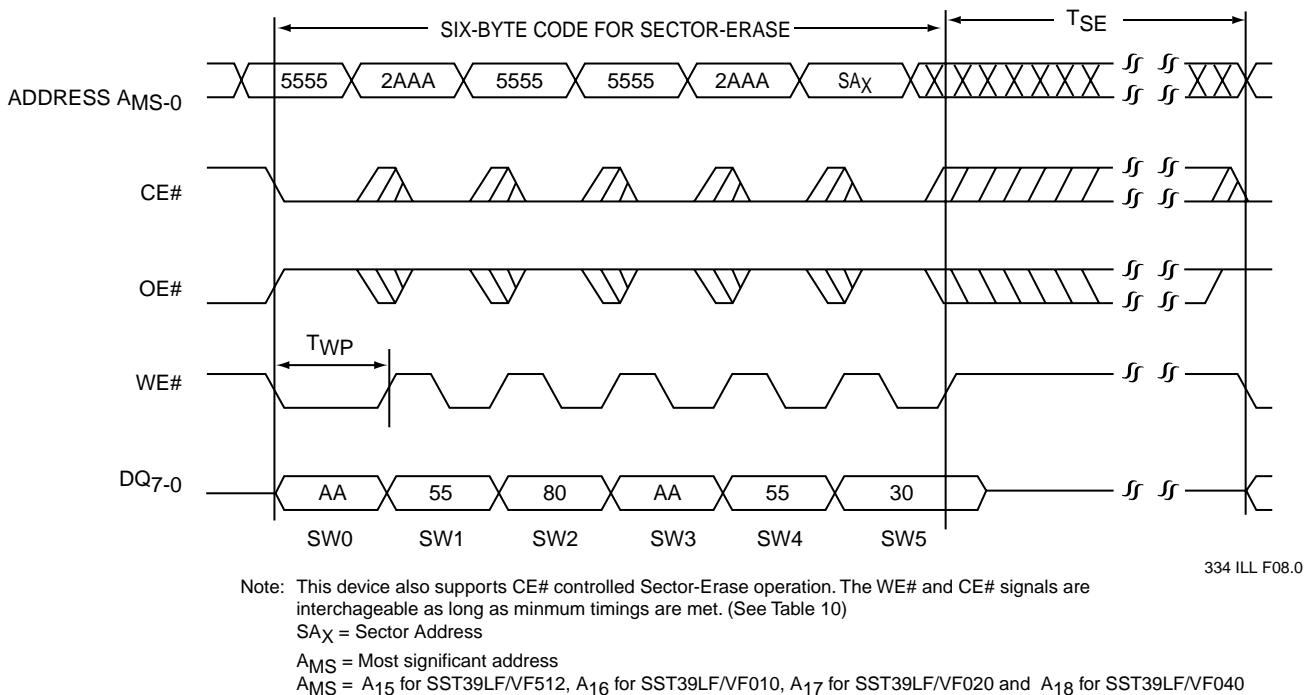 SIX-BYTE CODE FOR SECTOR-ERASE
TSE
ADDRESS AMS-0
5555 2AAA 5555 5555 2AAA SAX
CE#
OE#
TWP
WE#
DQ7-0
AA 55 80 AA 55 30
SW0 SW1 SW2 SW3 SW4 SW5
334 ILL F08.0
Note: This device also supports CE# controlled Sector-Erase operation. The WE# and CE# signals are
interchageable as long as minmum timings are met. (See Table 10)
SAX = Sector Address
AMS = Most significant address
AMS = A15 for SST39LF/VF512, A16 for SST39LF/VF010, A17 for SST39LF/VF020 and A18 for SST39LF/VF040